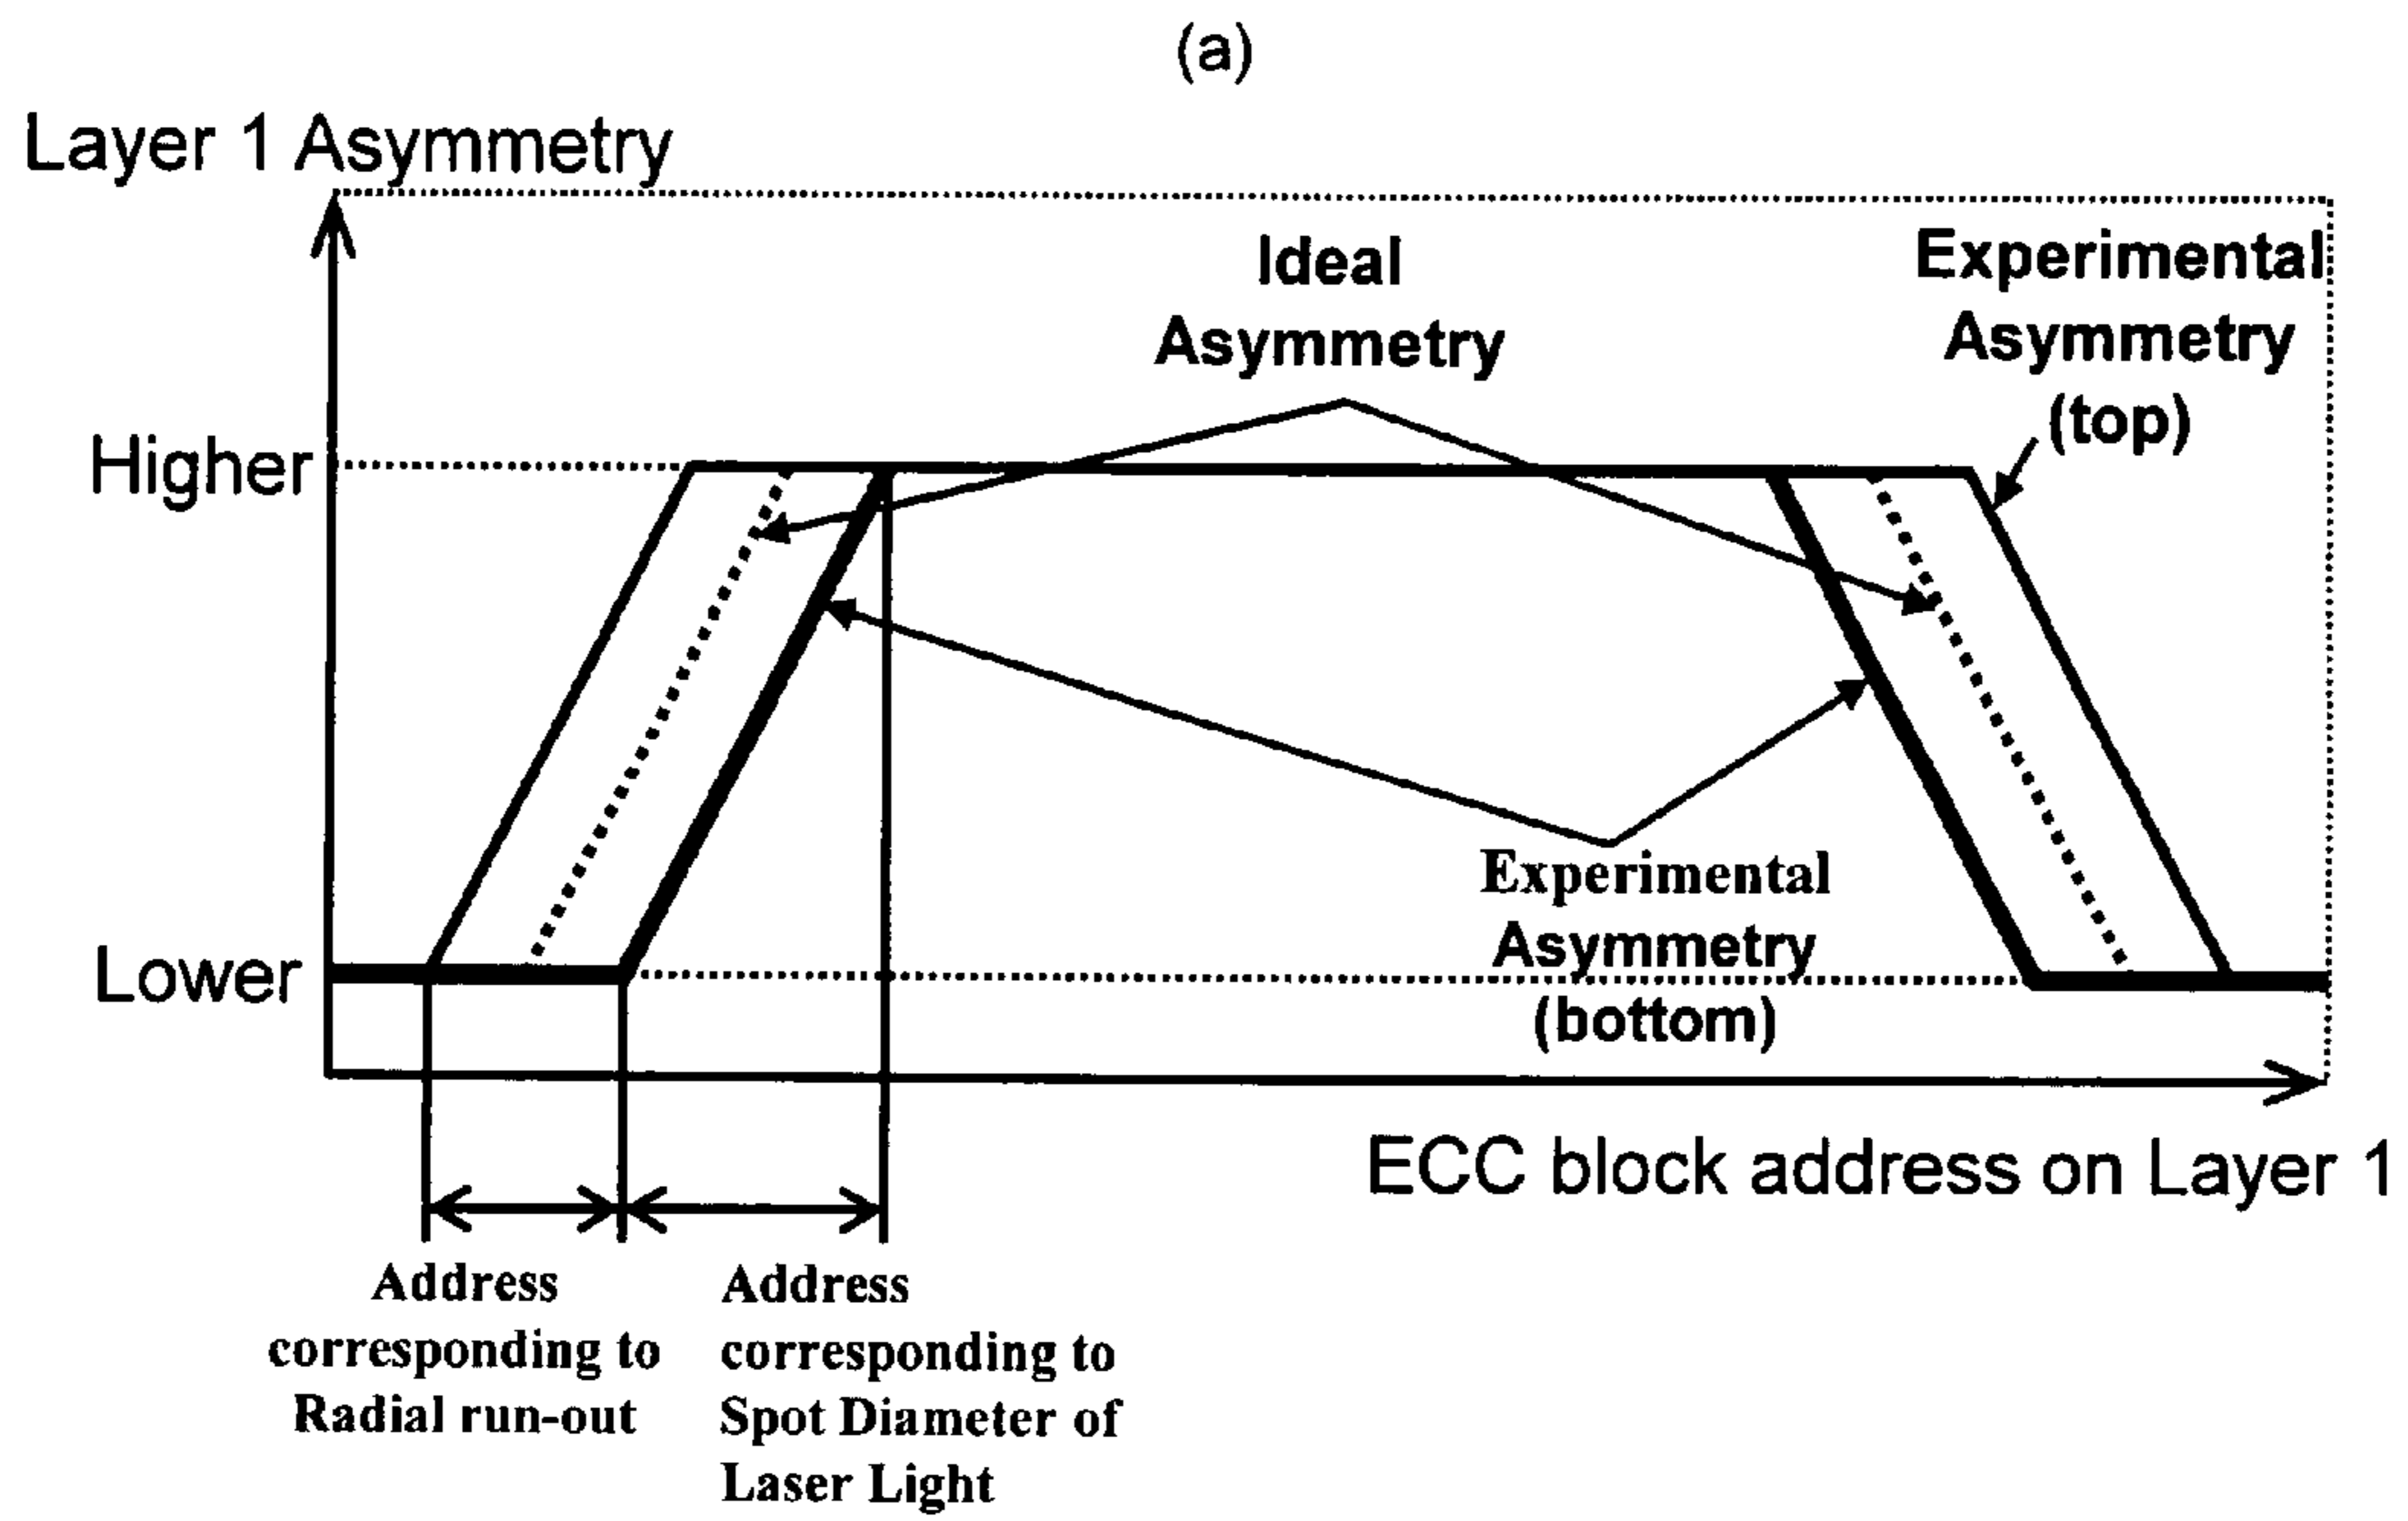 (a)
Layer 1 Asymmetry
Ideal
Asymmetry
Experimental
Asymmetry
(top)
Higher
Experimental
Asymmetry
(bottom)
Lower
ECC block address on Layer 1
Address
corresponding to
Radial run-out
Address
corresponding to
Spot Diameter of
Laser Light